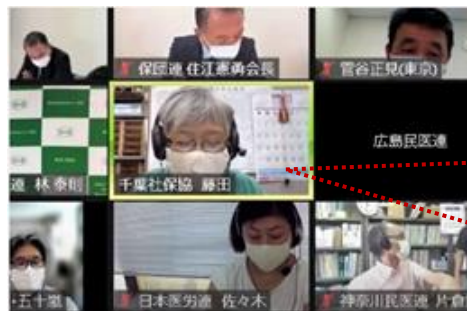 保団連 住江憲勇会長
菅谷正見(東京)
広島民医連
連 林 泰則
千葉社保協 藤田
・五十嵐
日本医労連 佐々木
神奈川民医連 片倉